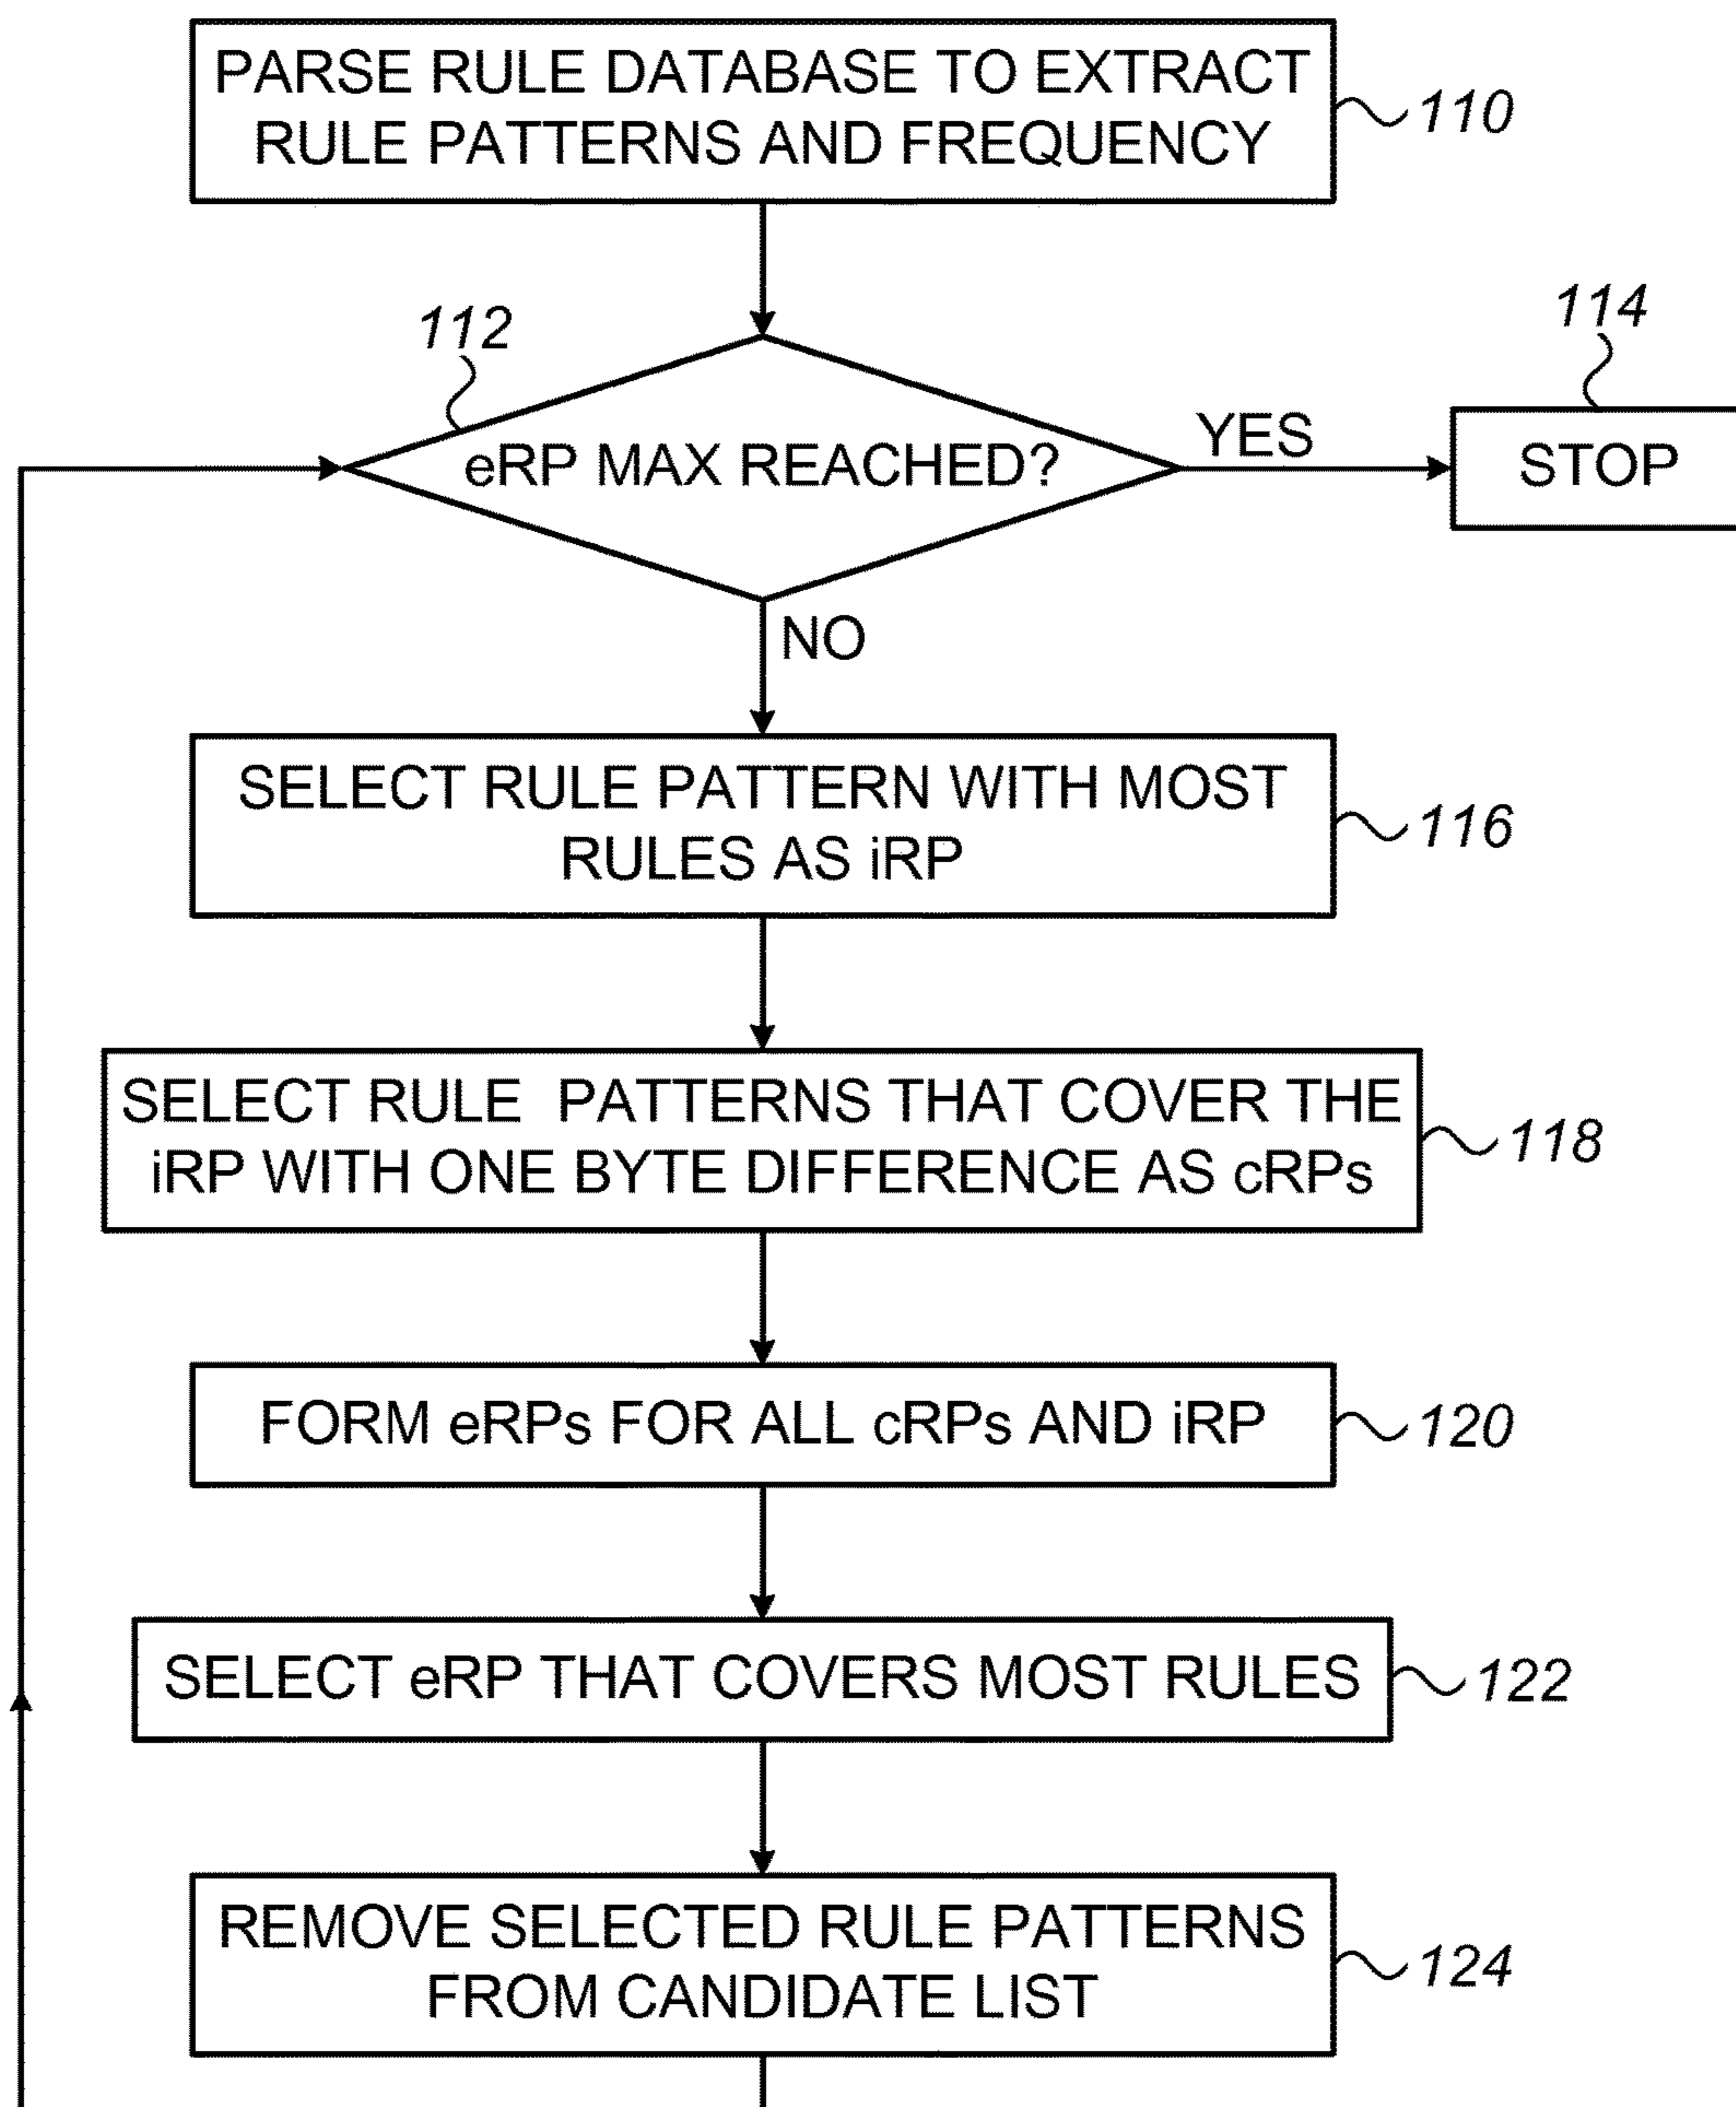 PARSE RULE DATABASE TO EXTRACT
RULE PATTERNS AND FREQUENCY
110
112
114
eRP MAX REACHED?
YES
STOP
NO
SELECT RULE PATTERN WITH MOST
RULES AS iRP
116
SELECT RULE PATTERNS THAT COVER THE
iRP WITH ONE BYTE DIFFERENCE AS cRPs
118
FORM eRPs FOR ALL cRPs AND iRP
120
SELECT eRP THAT COVERS MOST RULES
122
REMOVE SELECTED RULE PATTERNS
FROM CANDIDATE LIST
124